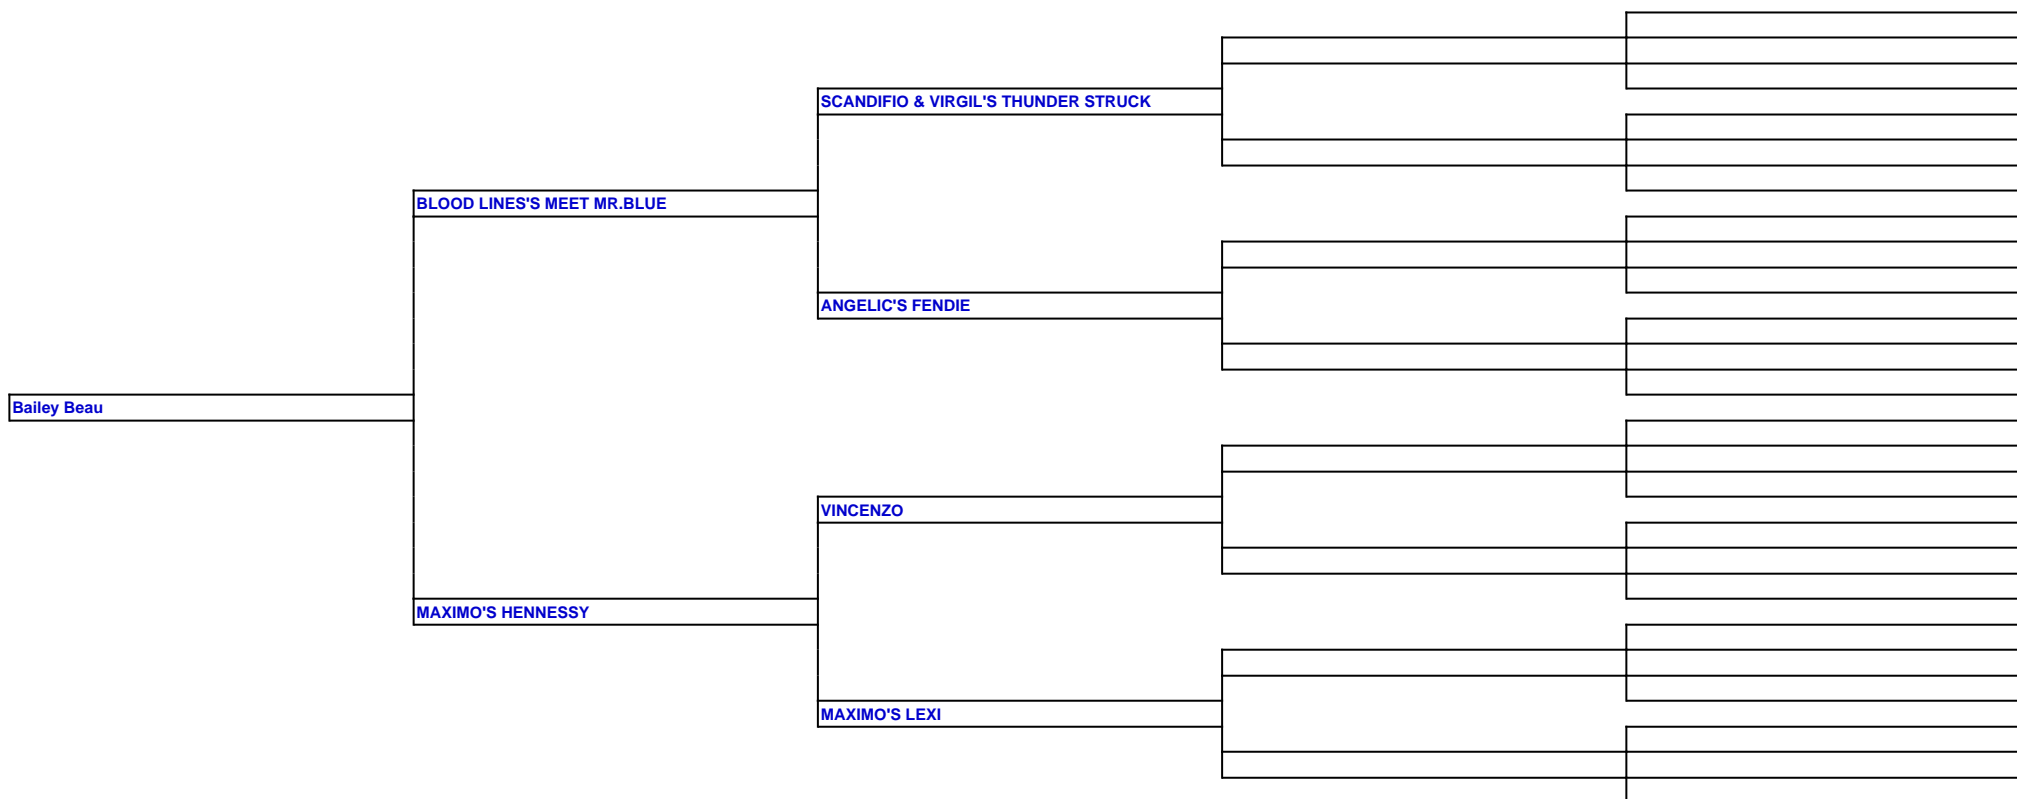 SCANDIFIO & VIRGIL'S THUNDER STRUCK
BLOOD LINES'S MEET MR.BLUE
ANGELIC'S FENDIE
Bailey Beau
VINCENZO
MAXIMO'S HENNESSY
MAXIMO'S LEXI